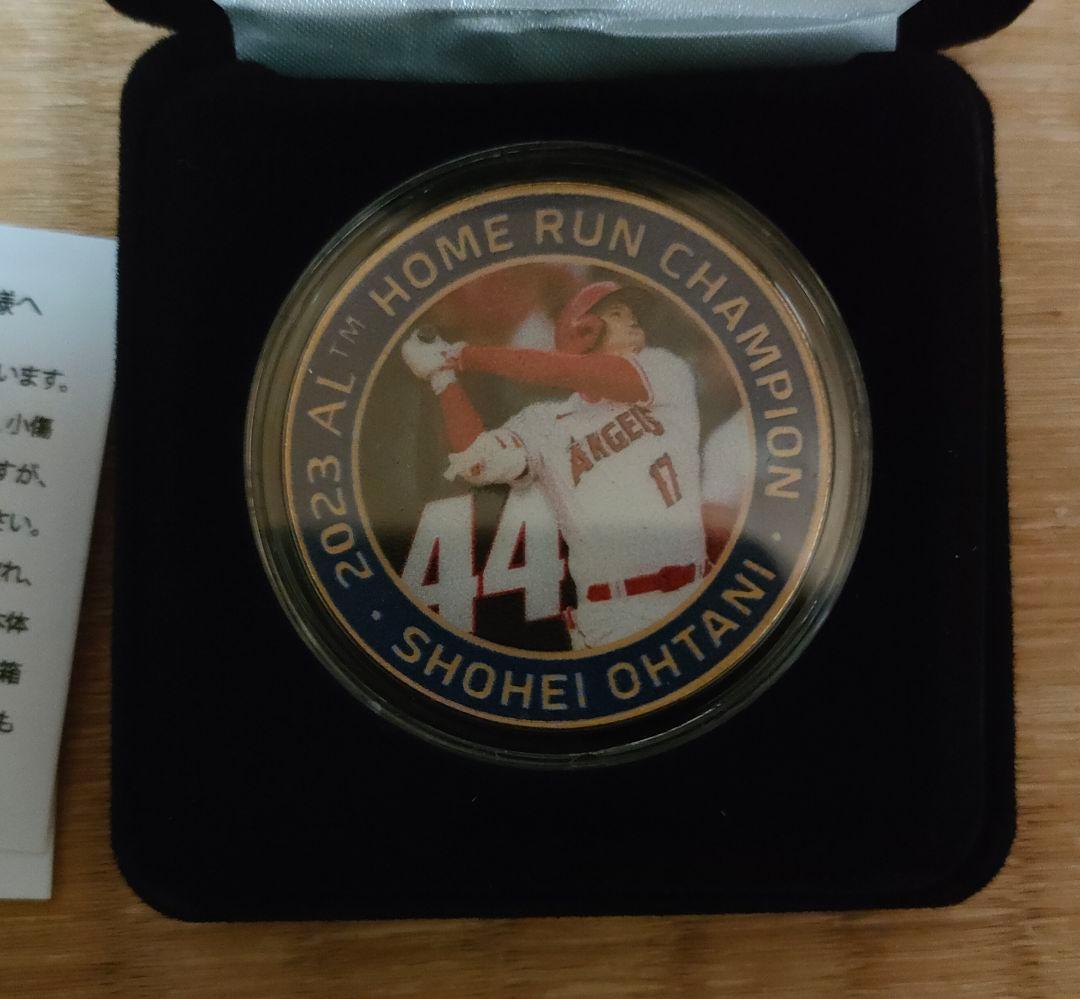 様へ
います。
、小傷
すが、
さい。
れ、
本体
箱
も
2023 AL™ HOME RUN CHAMPION
ANGELS
17
44
• SHOHEI OHTANI •